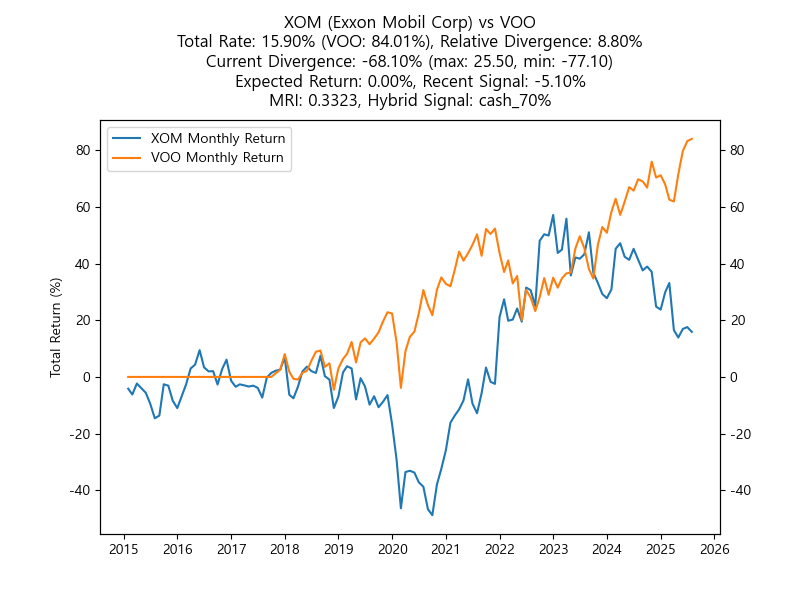 XOM (Exxon Mobil Corp) vs VOO
Total Rate: 15.90% (VOO: 84.01%), Relative Divergence: 8.80%
Current Divergence: -68.10% (max: 25.50, min: -77.10)
Expected Return: 0.00%, Recent Signal: -5.10%
MRI: 0.3323, Hybrid Signal: cash_70%
XOM Monthly Return
VOO Monthly Return
Total Return (%)
80
60
40
20
0
-20
-40
80
60
40
20
0
-20
-40
2015 2016 2017 2018 2019 2020 2021 2022 2023 2024 2025 2026